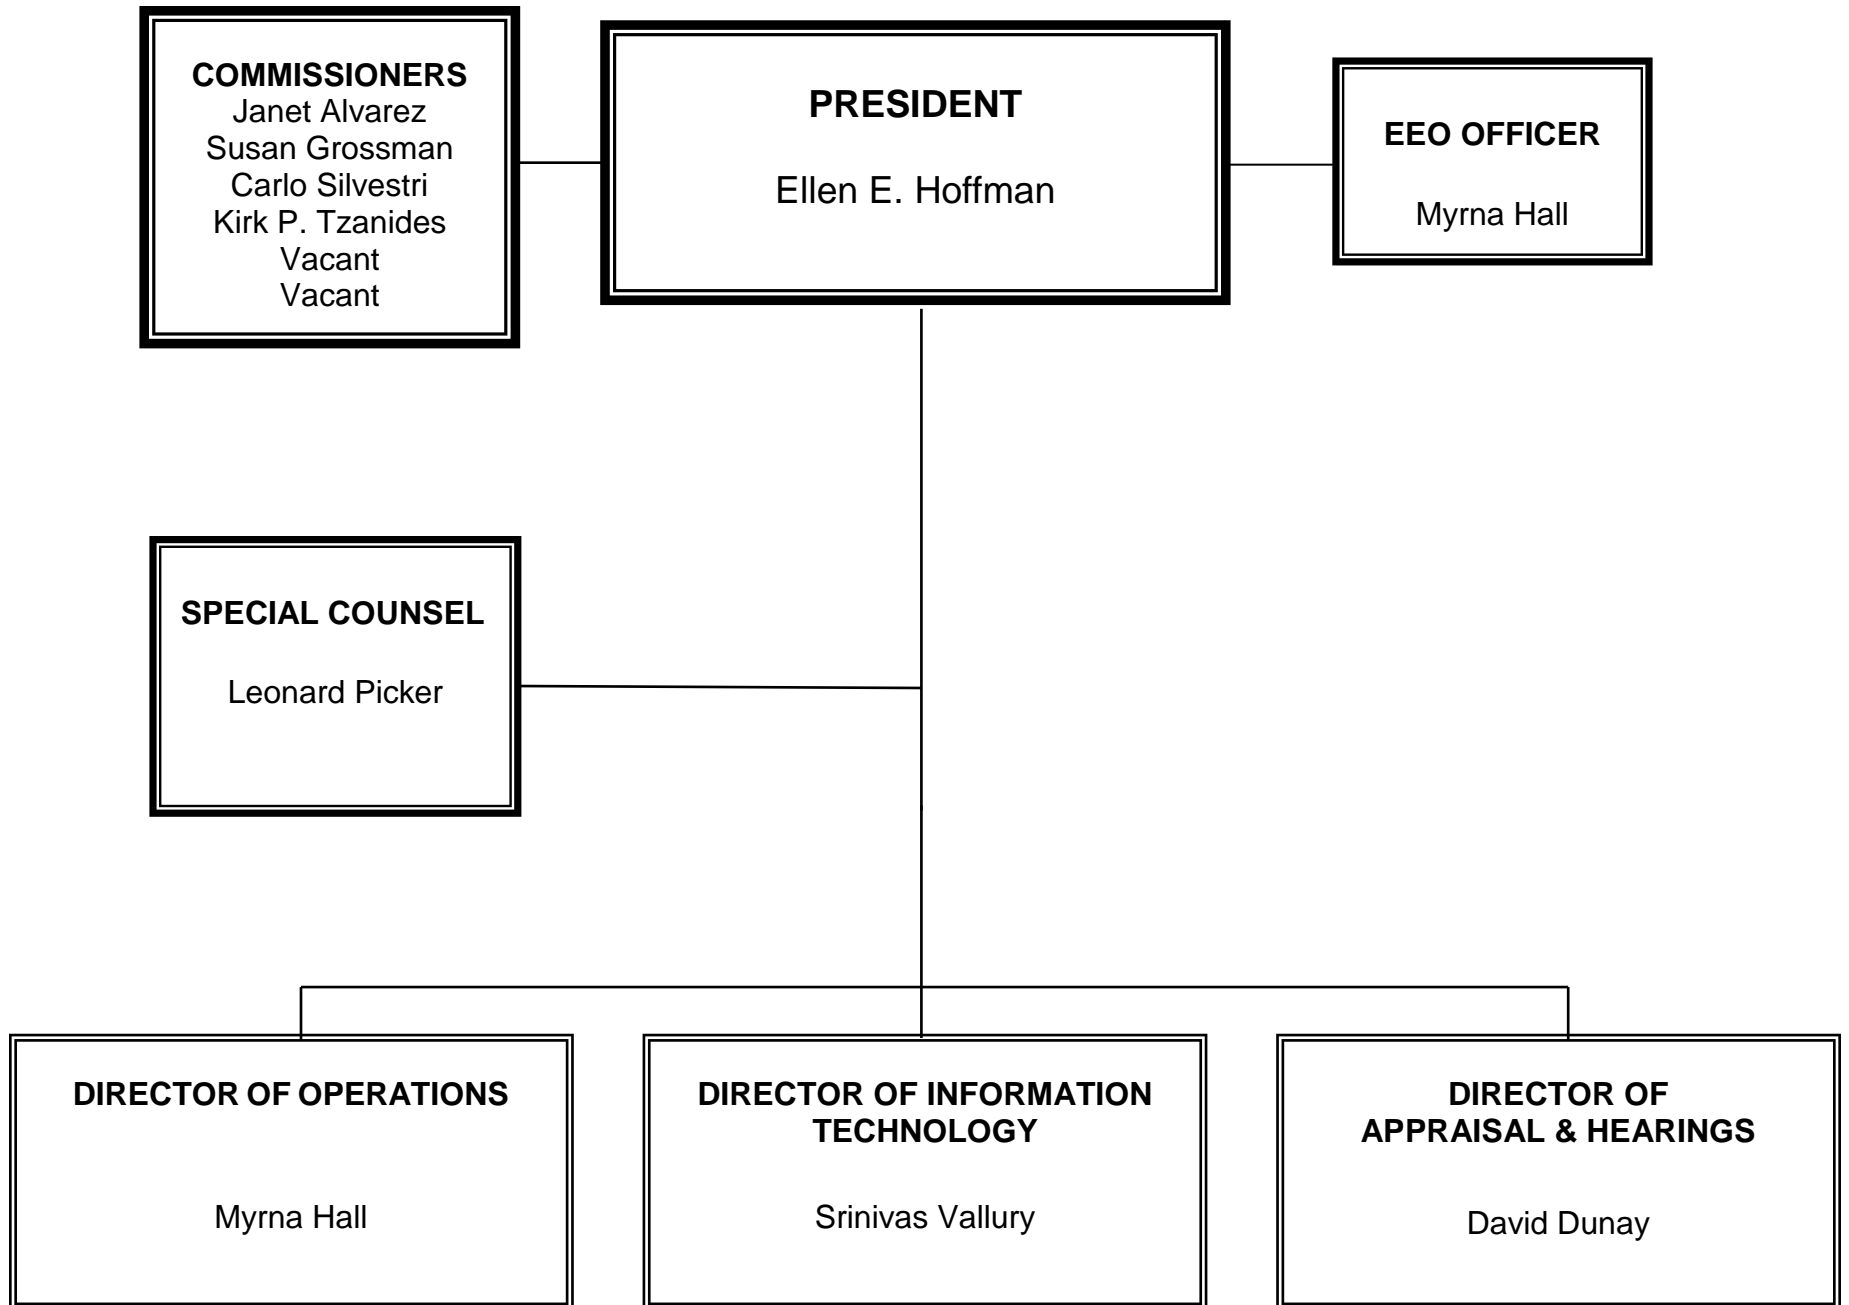 COMMISSIONERS
Janet Alvarez
Susan Grossman
Carlo Silvestri
Kirk P. Tzanides
Vacant
Vacant
PRESIDENT
Ellen E. Hoffman
EEO OFFICER
Myrna Hall
SPECIAL COUNSEL
Leonard Picker
DIRECTOR OF OPERATIONS
Myrna Hall
DIRECTOR OF INFORMATION
TECHNOLOGY
Srinivas Vallury
DIRECTOR OF
APPRAISAL & HEARINGS
David Dunay